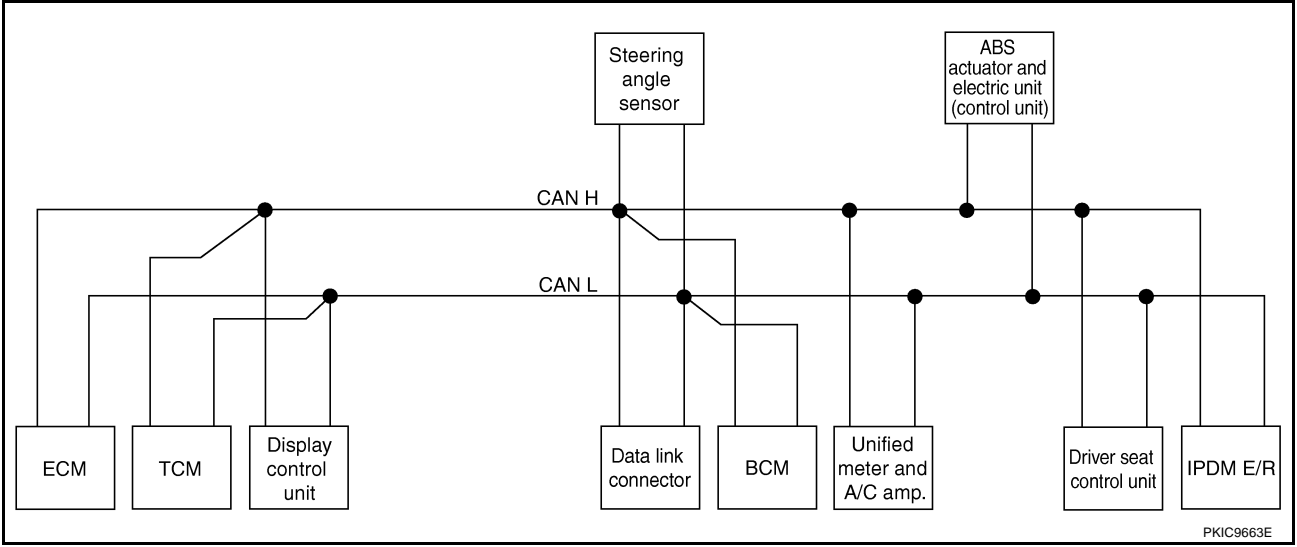 Steering
angle
sensor
ABS
actuator and
electric unit
(control unit)
CAN H
CAN L
ECM
TCM
Display
control
unit
Data link
connector
BCM
Unified
meter and
A/C amp.
Driver seat
control unit
IPDM E/R
PKIC9663E